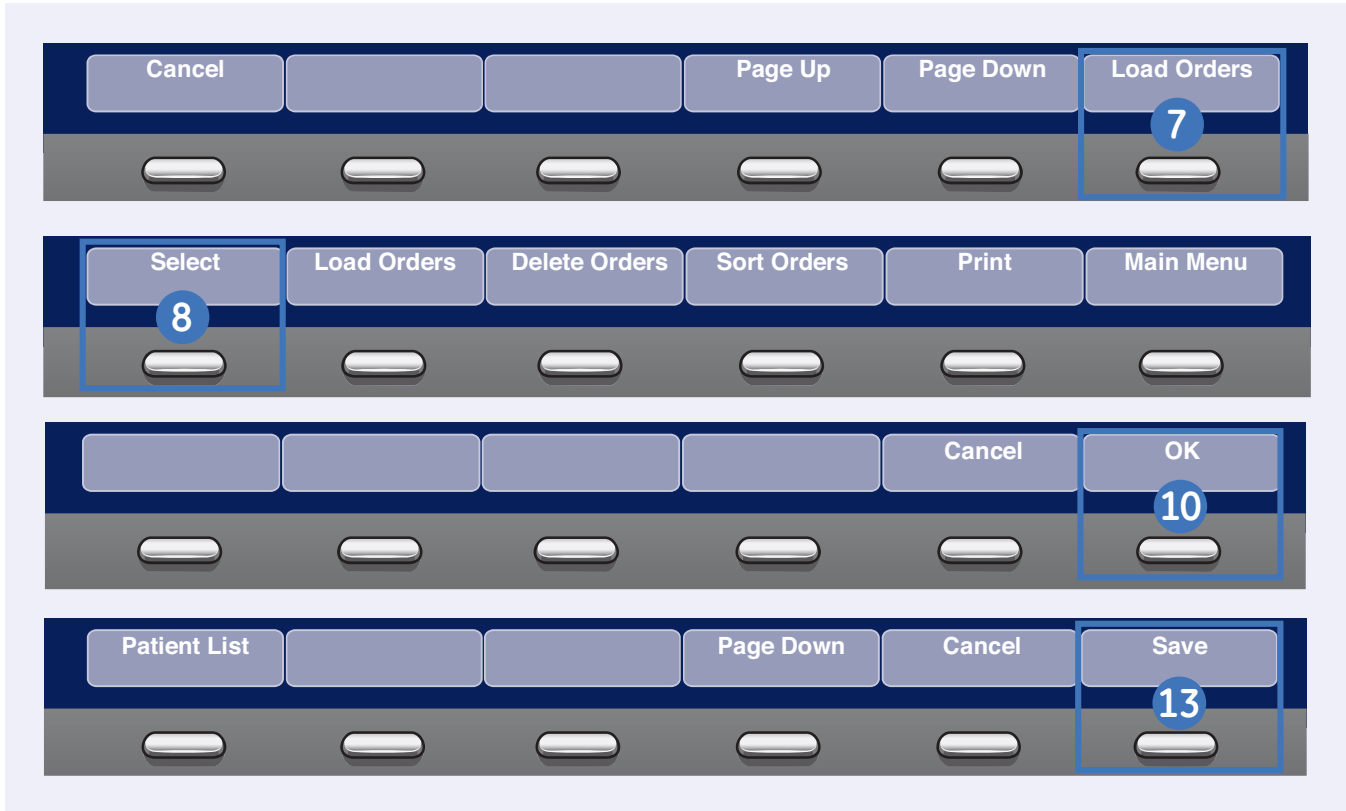 Cancel Page Up Page Down Load Orders
7
Select Load Orders Delete Orders Sort Orders Print Main Menu
8
Cancel OK
10
Patient List Page Down Cancel Save
13